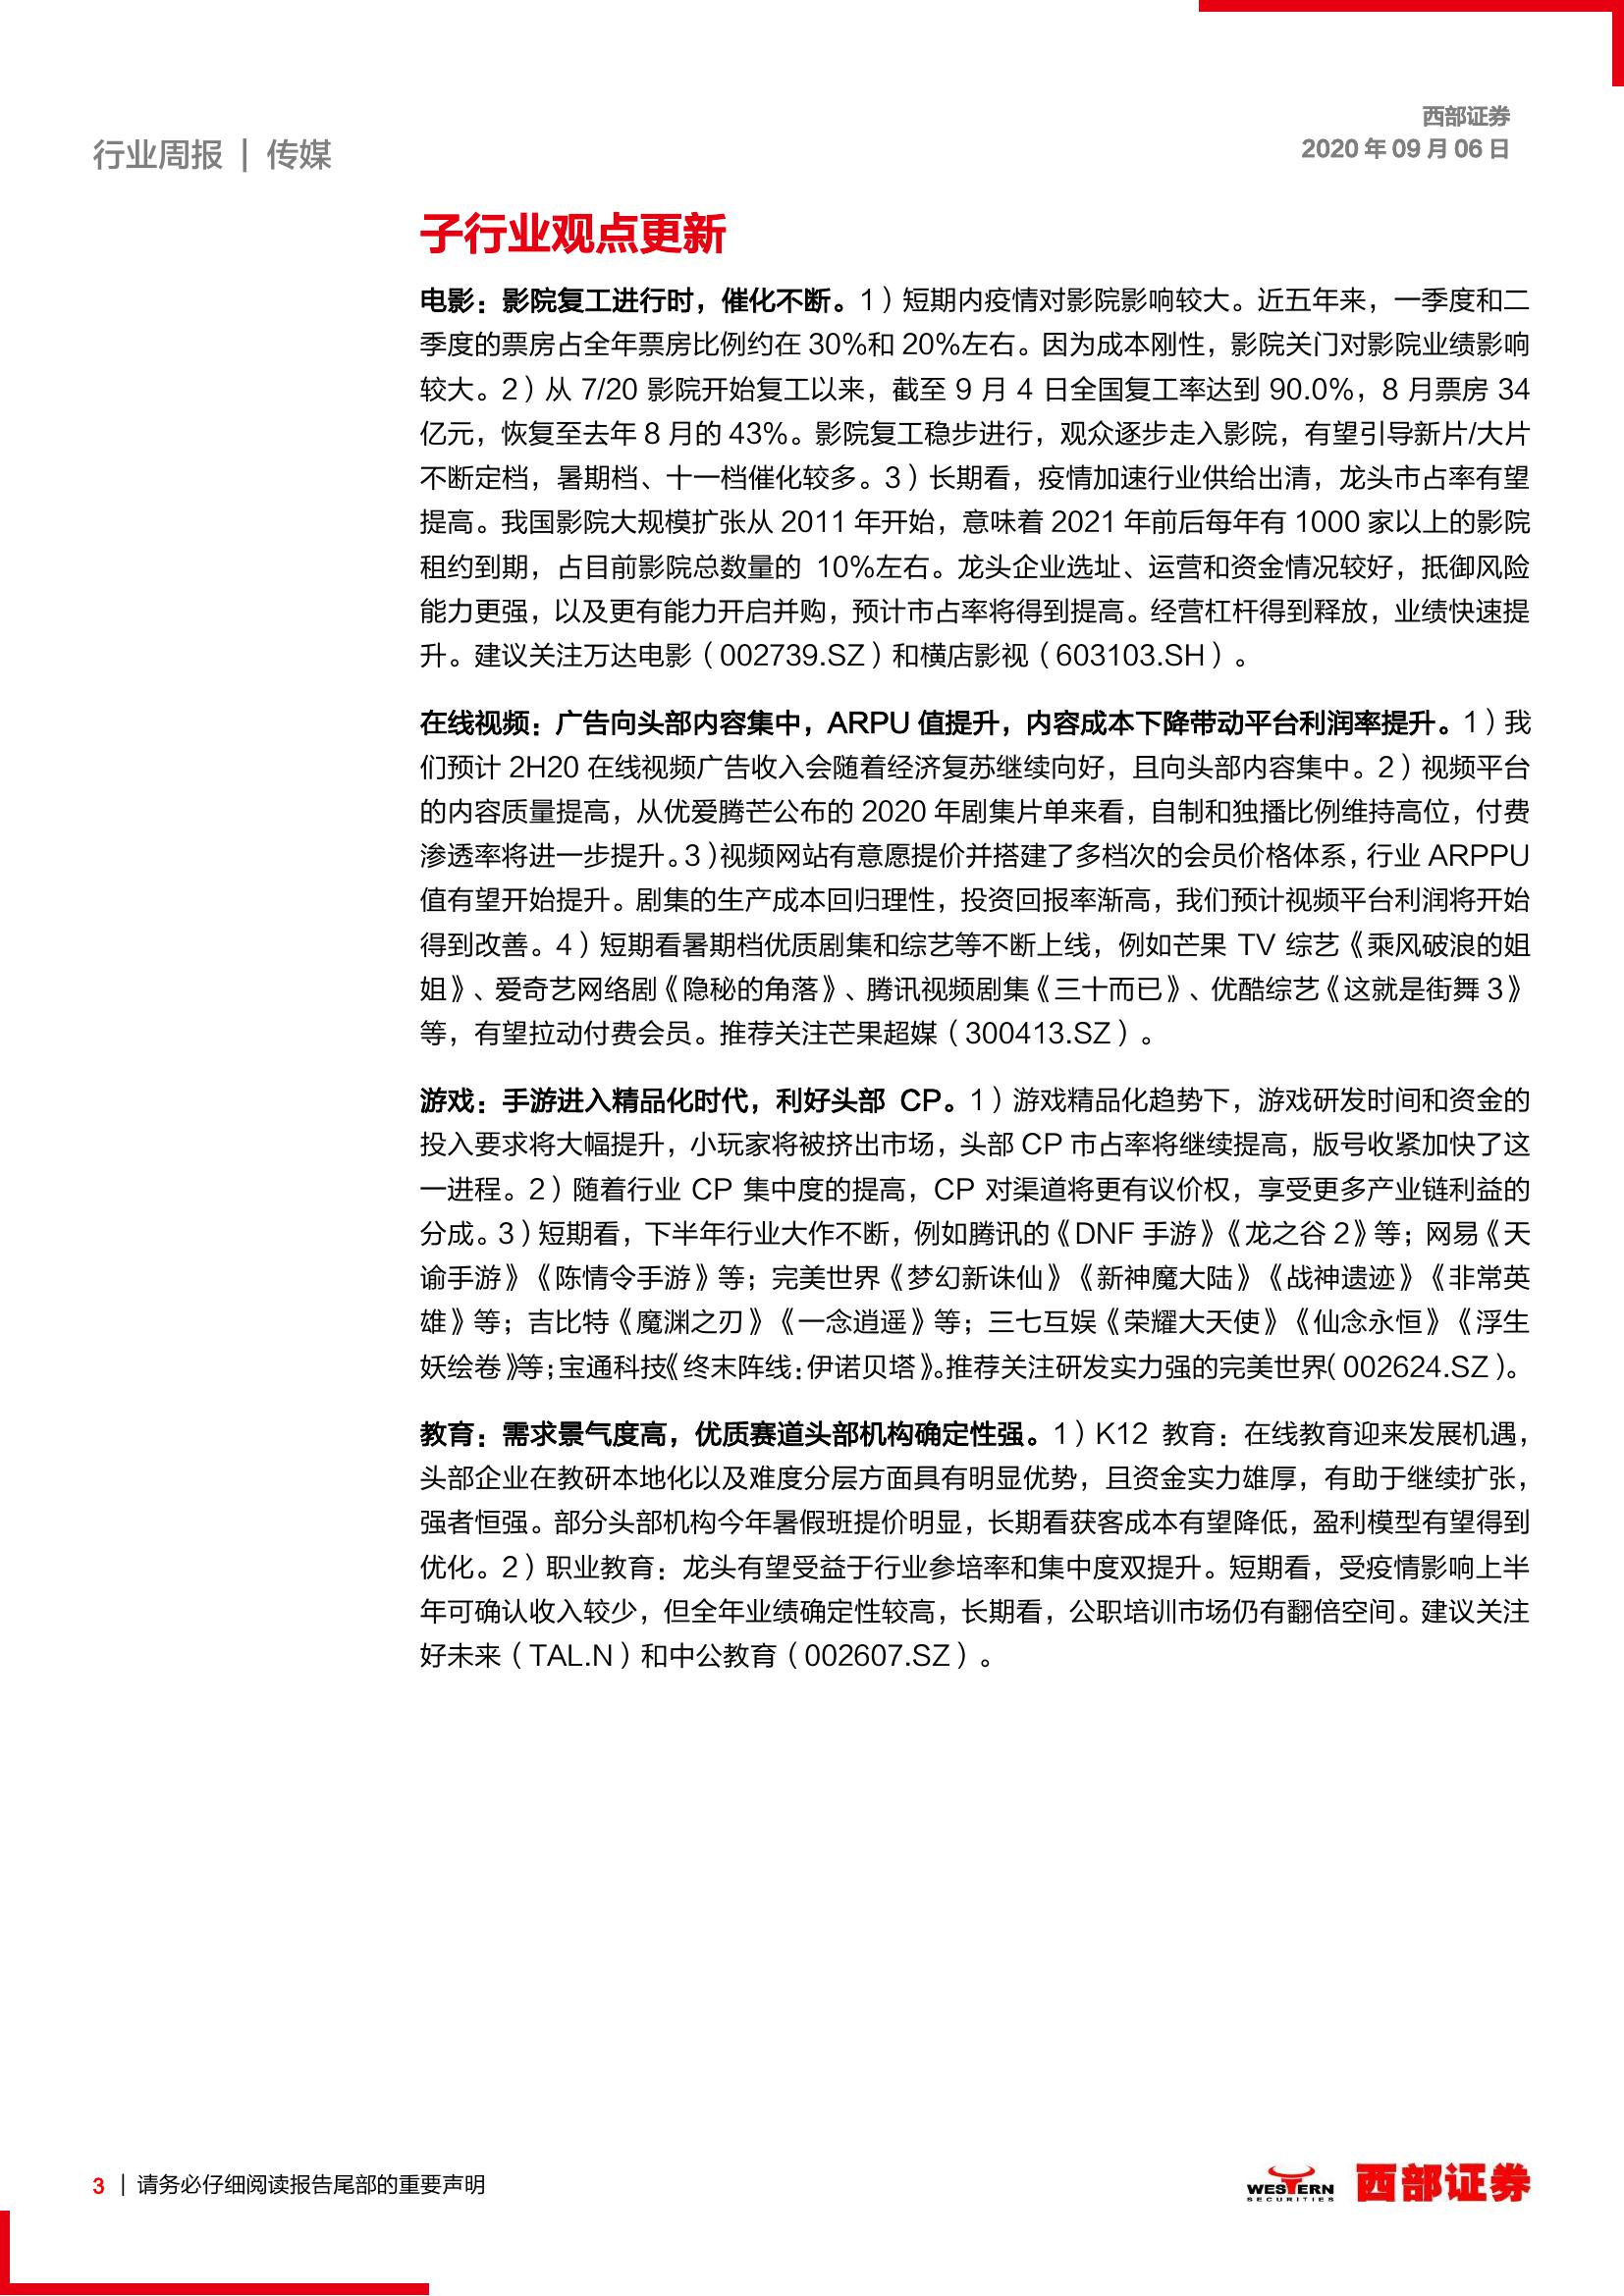 西部证券
2020 年 09 月 06 日
行业周报 | 传媒
子行业观点更新
电影：影院复工进行时，催化不断。1）短期内疫情对影院影响较大。近五年来，一季度和二
季度的票房占全年票房比例约在 30%和 20%左右。因为成本刚性，影院关门对影院业绩影响
较大。2）从 7/20 影院开始复工以来，截至 9 月 4 日全国复工率达到 90.0%，8 月票房 34
亿元，恢复至去年 8 月的 43%。影院复工稳步进行，观众逐步走入影院，有望引导新片/大片
不断定档，暑期档、十一档催化较多。3）长期看，疫情加速行业供给出清，龙头市占率有望
提高。我国影院大规模扩张从 2011 年开始，意味着 2021 年前后每年有 1000 家以上的影院
租约到期，占目前影院总数量的 10%左右。龙头企业选址、运营和资金情况较好，抵御风险
能力更强，以及更有能力开启并购，预计市占率将得到提高。经营杠杆得到释放，业绩快速提
升。建议关注万达电影（002739.SZ）和横店影视（603103.SH）。
在线视频：广告向头部内容集中，ARPU 值提升，内容成本下降带动平台利润率提升。1）我
们预计 2H20 在线视频广告收入会随着经济复苏继续向好，且向头部内容集中。2）视频平台
的内容质量提高，从优爱腾芒公布的 2020 年剧集片单来看，自制和独播比例维持高位，付费
渗透率将进一步提升。3）视频网站有意愿提价并搭建了多档次的会员价格体系，行业 ARPPU
值有望开始提升。剧集的生产成本回归理性，投资回报率渐高，我们预计视频平台利润将开始
得到改善。4）短期看暑期档优质剧集和综艺等不断上线，例如芒果 TV 综艺《乘风破浪的姐
姐》、爱奇艺网络剧《隐秘的角落》、腾讯视频剧集《三十而已》、优酷综艺《这就是街舞 3》
等，有望拉动付费会员。推荐关注芒果超媒（300413.SZ）。
游戏：手游进入精品化时代，利好头部 CP。1）游戏精品化趋势下，游戏研发时间和资金的
投入要求将大幅提升，小玩家将被挤出市场，头部 CP 市占率将继续提高，版号收紧加快了这
一进程。2）随着行业 CP 集中度的提高，CP 对渠道将更有议价权，享受更多产业链利益的
分成。3）短期看，下半年行业大作不断，例如腾讯的《DNF 手游》《龙之谷 2》等；网易《天
谕手游》《陈情令手游》等；完美世界《梦幻新诛仙》《新神魔大陆》《战神遗迹》《非常英
雄》等；吉比特《魔渊之刃》《一念逍遥》等；三七互娱《荣耀大天使》《仙念永恒》《浮生
妖绘卷》等；宝通科技《终末阵线：伊诺贝塔》。推荐关注研发实力强的完美世界（002624.SZ）。
教育：需求景气度高，优质赛道头部机构确定性强。1）K12 教育：在线教育迎来发展机遇，
头部企业在教研本地化以及难度分层方面具有明显优势，且资金实力雄厚，有助于继续扩张，
强者恒强。部分头部机构今年暑假班提价明显，长期看获客成本有望降低，盈利模型有望得到
优化。2）职业教育：龙头有望受益于行业参培率和集中度双提升。短期看，受疫情影响上半
年可确认收入较少，但全年业绩确定性较高，长期看，公职培训市场仍有翻倍空间。建议关注
好未来（TAL.N）和中公教育（002607.SZ）。
3 | 请务必仔细阅读报告尾部的重要声明
WESTERN
SECURITIES
西部证券